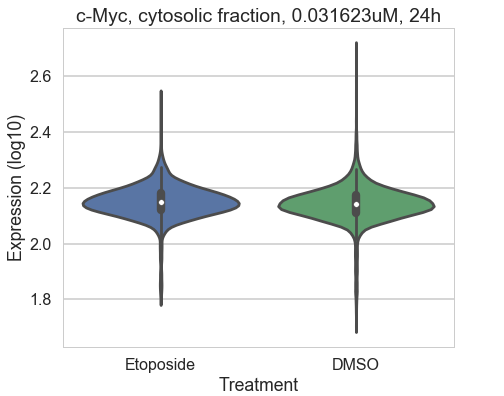 c-Myc, cytosolic fraction, 0.031623uM, 24h
Expression (log10)
2.6
2.4
2.2
2.0
1.8
Etoposide
DMSO
Treatment